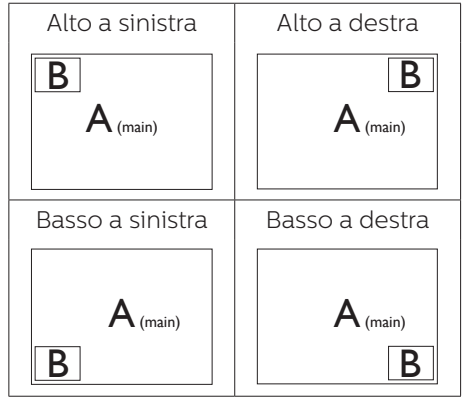 Alto a sinistra
B
A (main)
Alto a destra
B
A (main)
Basso a sinistra
A (main)
B
Basso a destra
A (main)
B